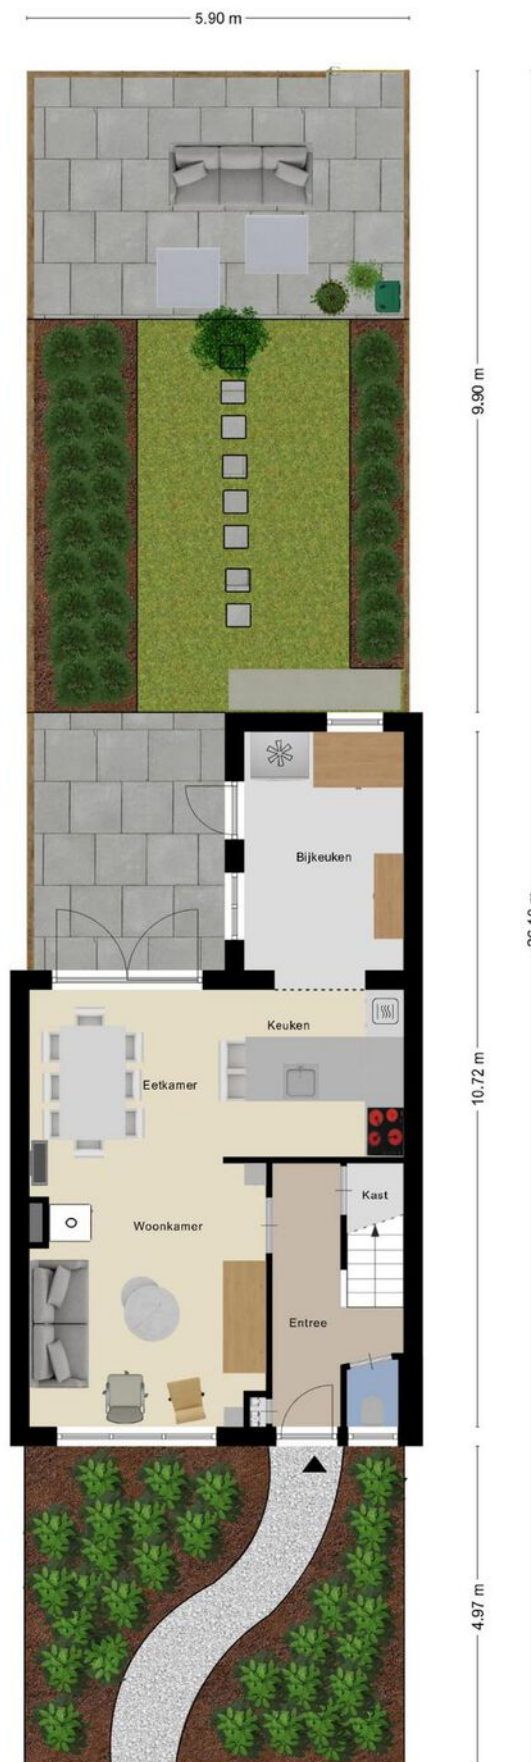 5.90 m
9.90 m
Bijkeuken
Keuken
Eetkamer
10.72 m
Kast
Woonkamer
Entree
4.97 m